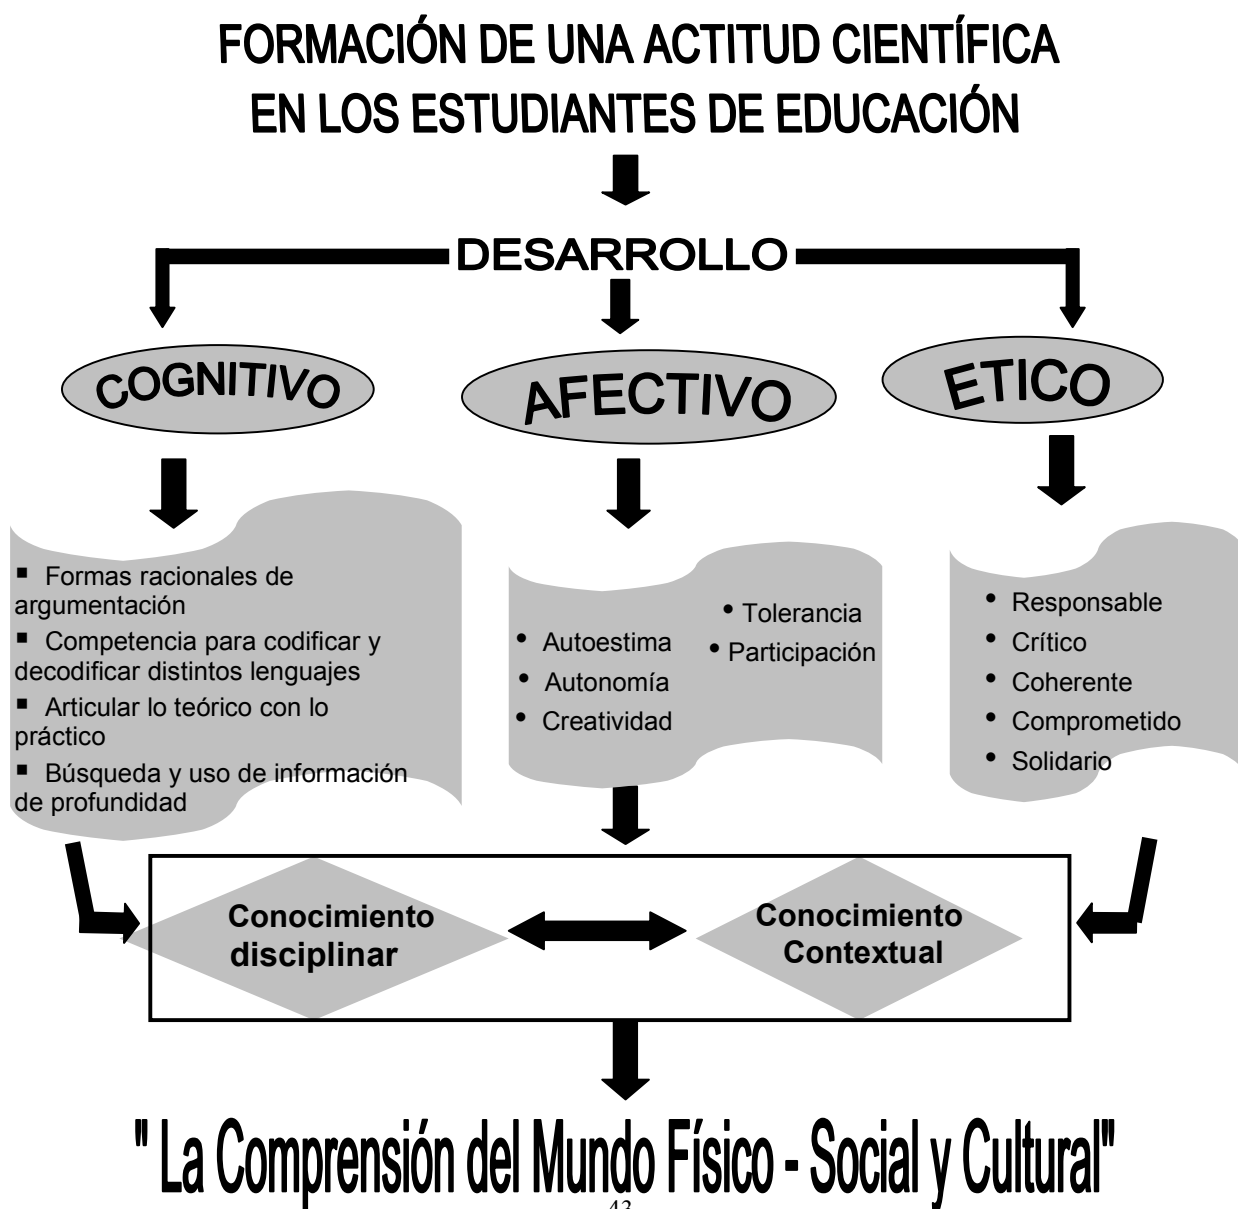 FORMACIÓN DE UNA ACTITUD CIENTÍFICA
EN LOS ESTUDIANTES DE EDUCACIÓN
DESARROLLO
COGNITIVO
AFECTIVO
ETICO
▪ Formas racionales de
argumentación
▪ Competencia para codificar y
decodificar distintos lenguajes
▪ Articular lo teórico con lo
práctico
▪ Búsqueda y uso de información
de profundidad
• Autoestima
• Autonomía
• Creatividad
• Tolerancia
• Participación
• Responsable
• Crítico
• Coherente
• Comprometido
• Solidario
Conocimiento
disciplinar
Conocimiento
Contextual
" La Comprensión del Mundo Físico - Social y Cultural"
43